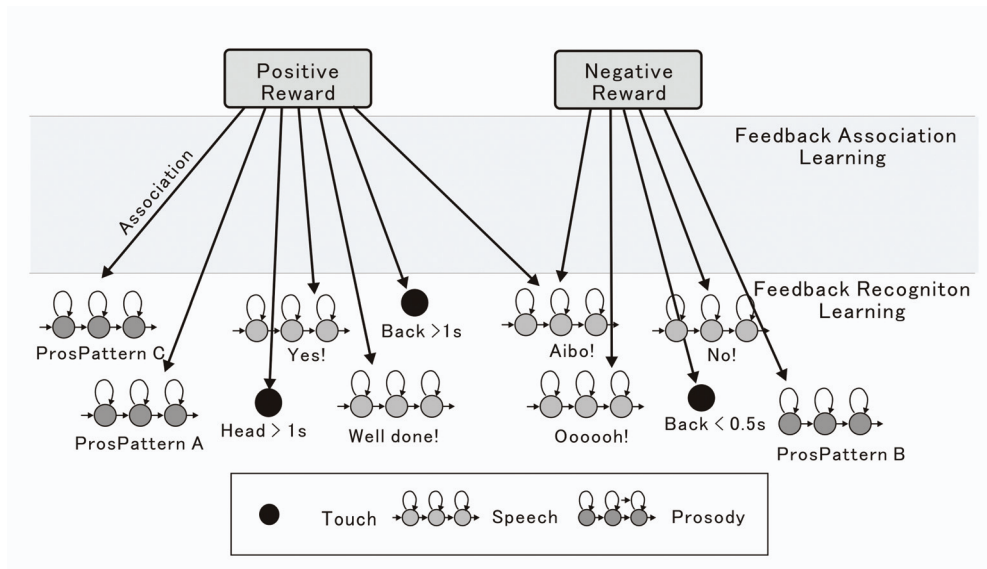 Positive
Reward
Negative
Reward
Feedback Association
Learning
Association
Feedback Recogniton
Learning
ProsPattern C
Yes!
Back >1s
Aibo!
No!
ProsPattern A
Head > 1s
Well done!
Oooooh!
Back < 0.5s
ProsPattern B
Touch
Speech
Prosody